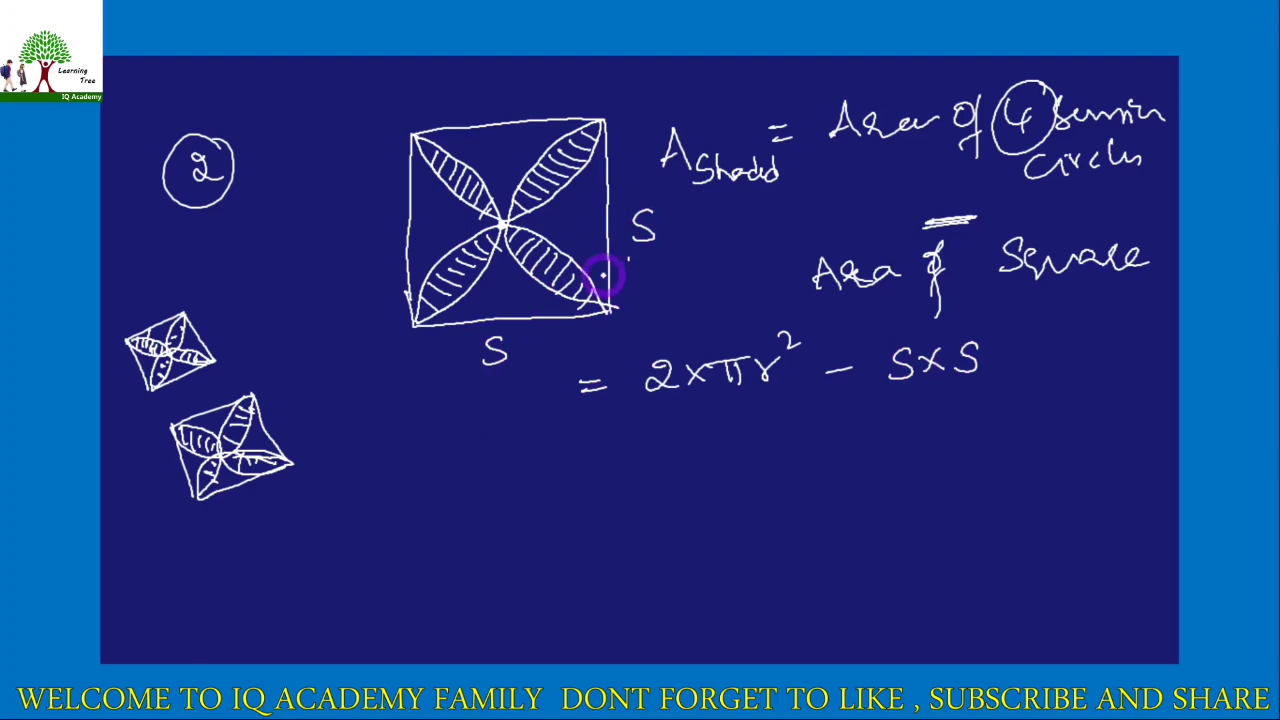 Learning
Tree
IQ Academy
2
A Shaded = Area of 4 Semi
Circles
—
Area of Square
S
S
= 2×πr² – S×S
WELCOME TO IQ ACADEMY FAMILY DONT FORGET TO LIKE , SUBSCRIBE AND SHARE